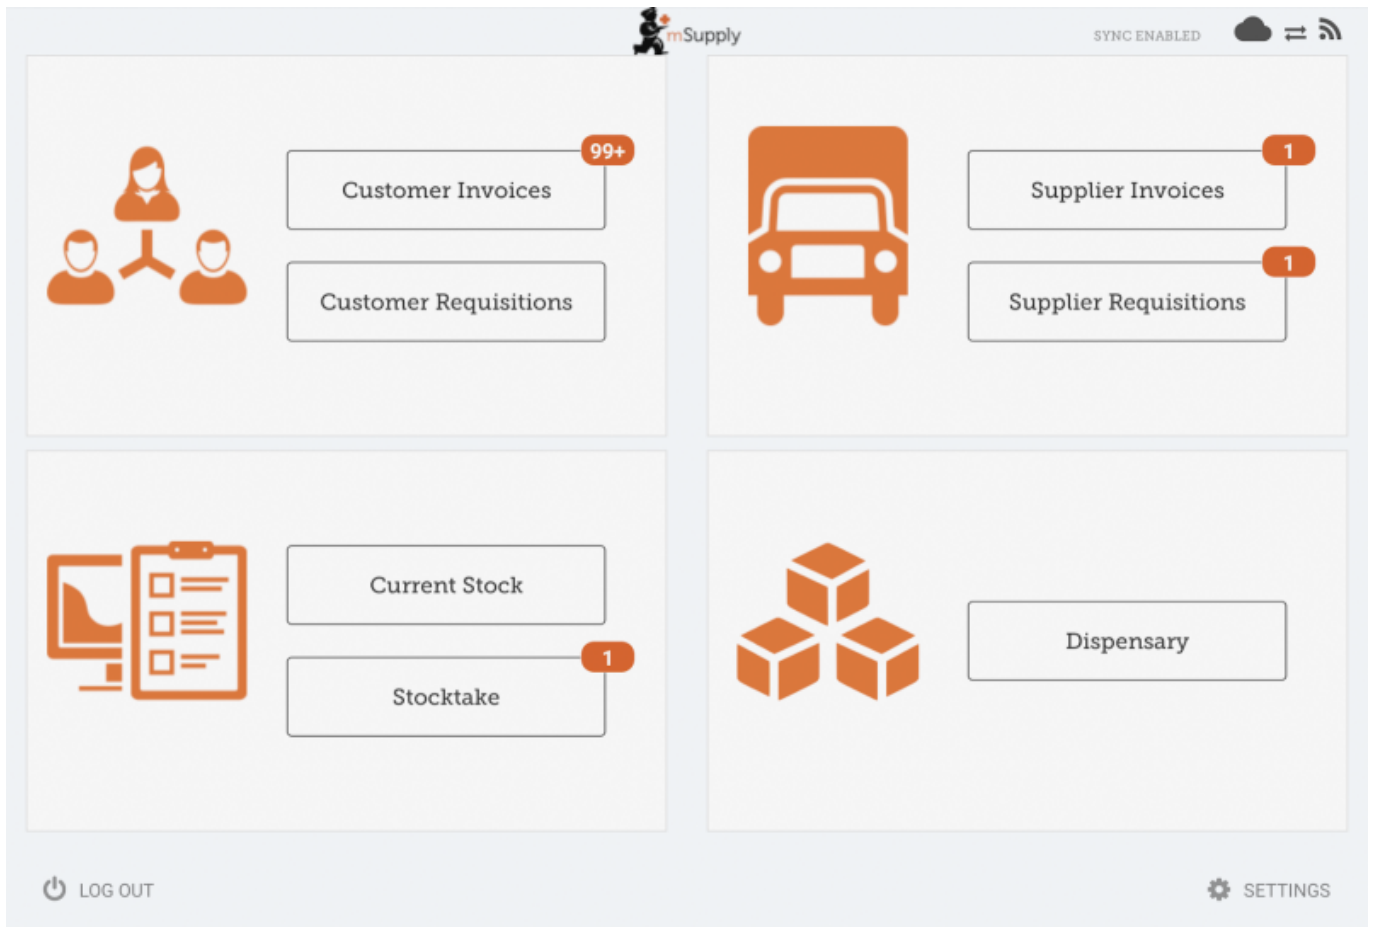 mSupply
SYNC ENABLED
99+
Customer Invoices
Customer Requisitions
1
Supplier Invoices
1
Supplier Requisitions
Current Stock
1
Stocktake
Dispensary
LOG OUT
SETTINGS